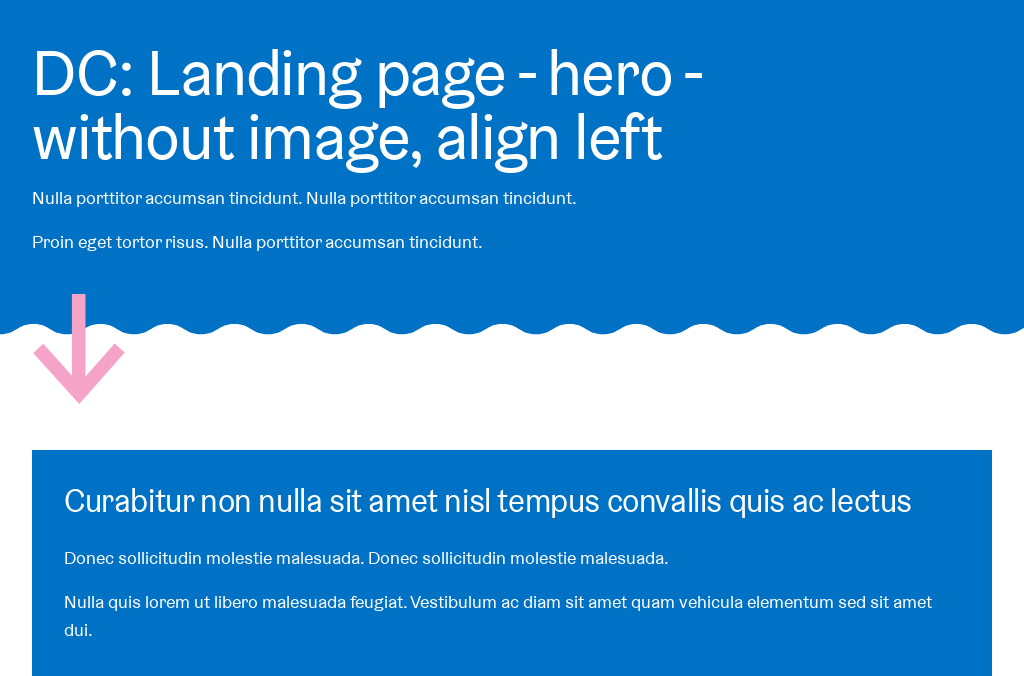 DC: Landing page - hero -
without image, align left
Nulla porttitor accumsan tincidunt. Nulla porttitor accumsan tincidunt.
Proin eget tortor risus. Nulla porttitor accumsan tincidunt.
Curabitur non nulla sit amet nisl tempus convallis quis ac lectus
Donec sollicitudin molestie malesuada. Donec sollicitudin molestie malesuada.
Nulla quis lorem ut libero malesuada feugiat. Vestibulum ac diam sit amet quam vehicula elementum sed sit amet
dui.